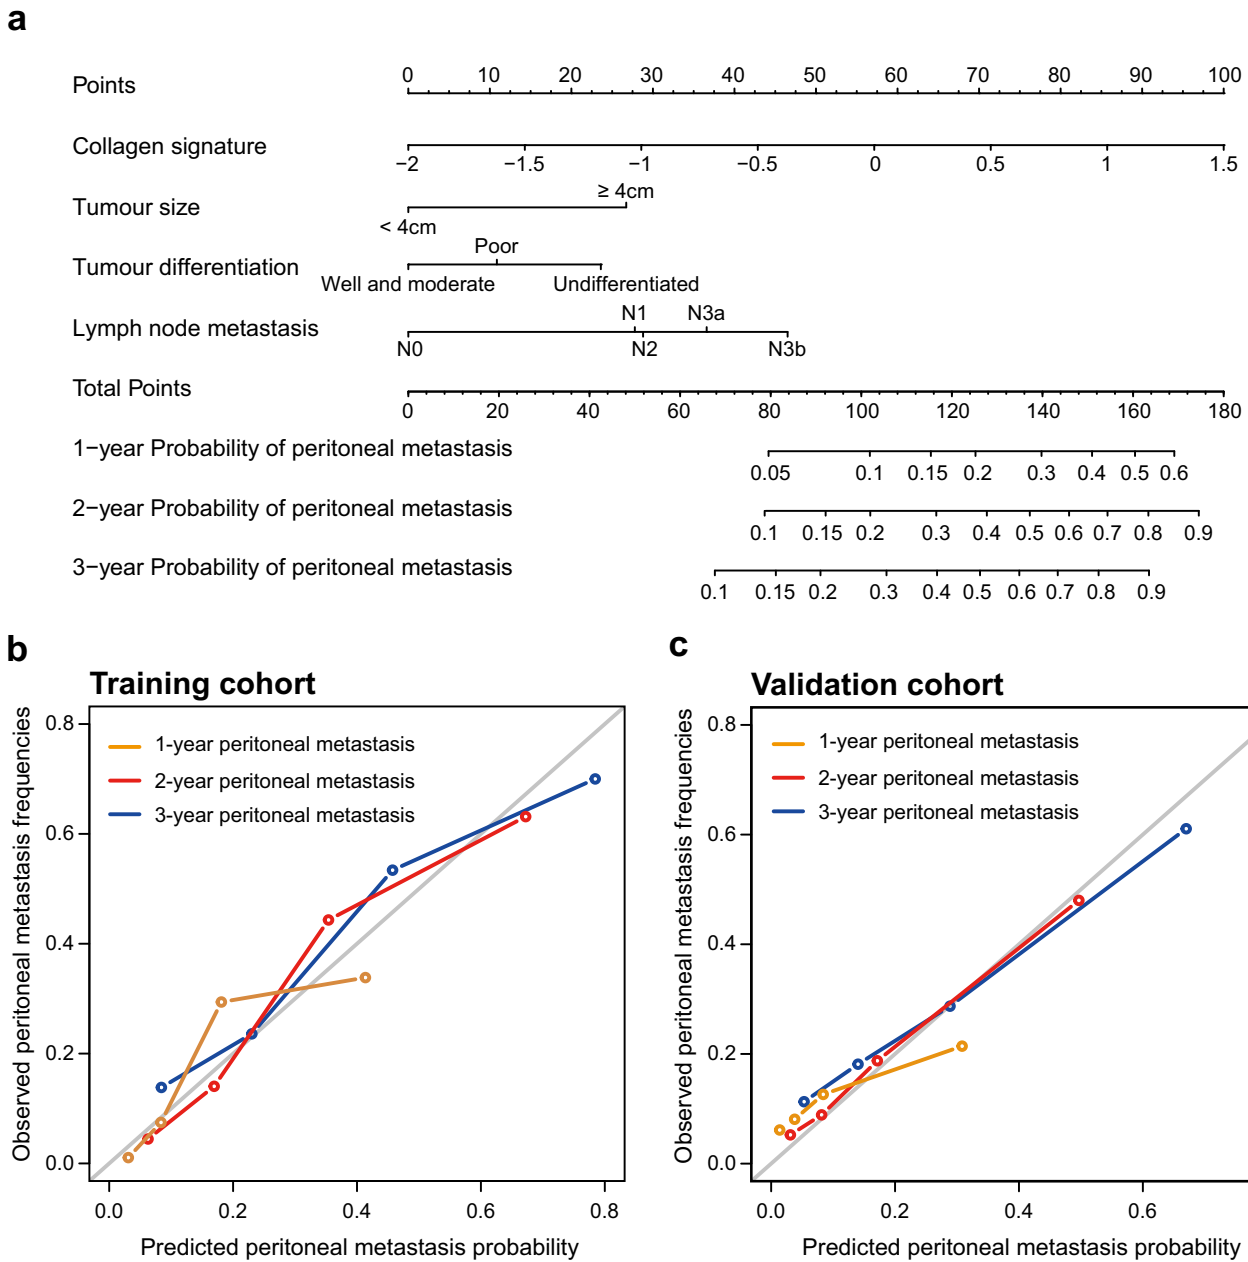 a
Points
0 10 20 30 40 50 60 70 80 90 100
Collagen signature
−2 −1.5 −1 −0.5 0 0.5 1 1.5
≥ 4cm
Tumour size
< 4cm
Poor
Tumour differentiation
Well and moderate Undifferentiated
N1 N3a
Lymph node metastasis
N0 N2 N3b
Total Points
0 20 40 60 80 100 120 140 160 180
1−year Probability of peritoneal metastasis
0.05 0.1 0.15 0.2 0.3 0.4 0.5 0.6
2−year Probability of peritoneal metastasis
0.1 0.15 0.2 0.3 0.4 0.5 0.6 0.7 0.8 0.9
3−year Probability of peritoneal metastasis
0.1 0.15 0.2 0.3 0.4 0.5 0.6 0.7 0.8 0.9
b
Training cohort
Observed peritoneal metastasis frequencies
0.8
0.6
0.4
0.2
0.0
1-year peritoneal metastasis
2-year peritoneal metastasis
3-year peritoneal metastasis
0.0 0.2 0.4 0.6 0.8
Predicted peritoneal metastasis probability
c
Validation cohort
Observed peritoneal metastasis frequencies
0.8
0.6
0.4
0.2
0.0
1-year peritoneal metastasis
2-year peritoneal metastasis
3-year peritoneal metastasis
0.0 0.2 0.4 0.6
Predicted peritoneal metastasis probability